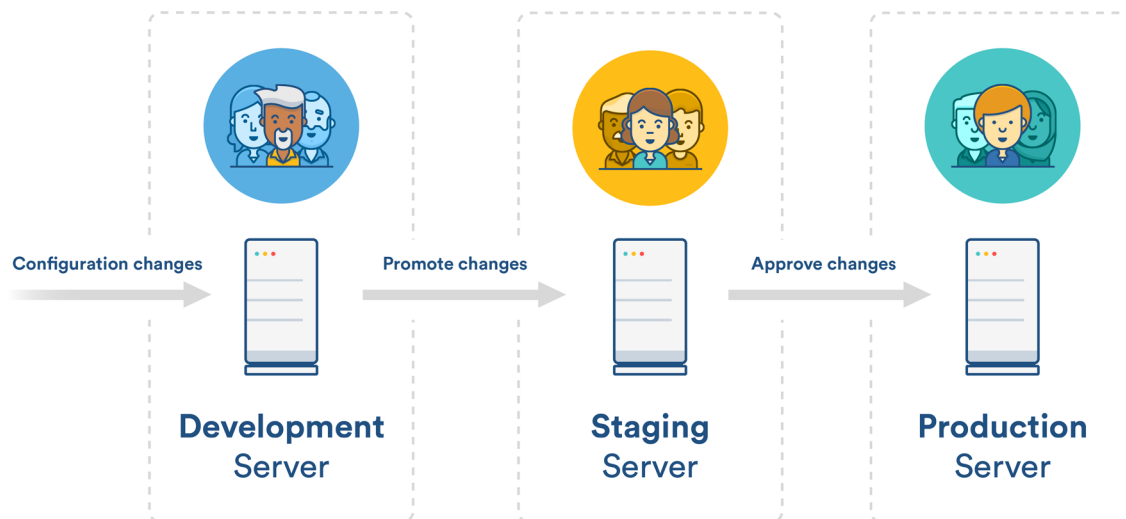 Configuration changes
Promote changes
Approve changes
Development
Server
Staging
Server
Production
Server